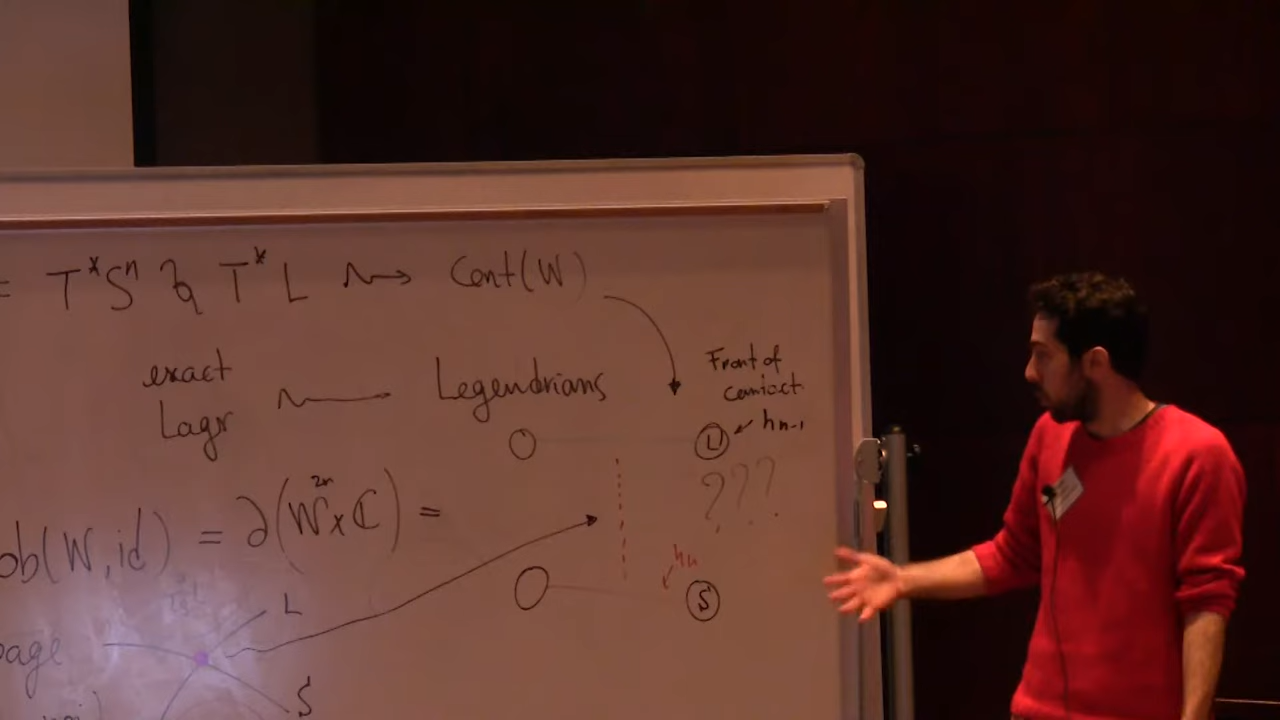 = T*Sⁿ T*L ⇝ Cont(W)
exact
Lagr
Legendrians
Front of
contact
L
hn-1
???
ob(W, id) = ∂(W²ⁿ x ℂ) =
hn
S
L
page
S